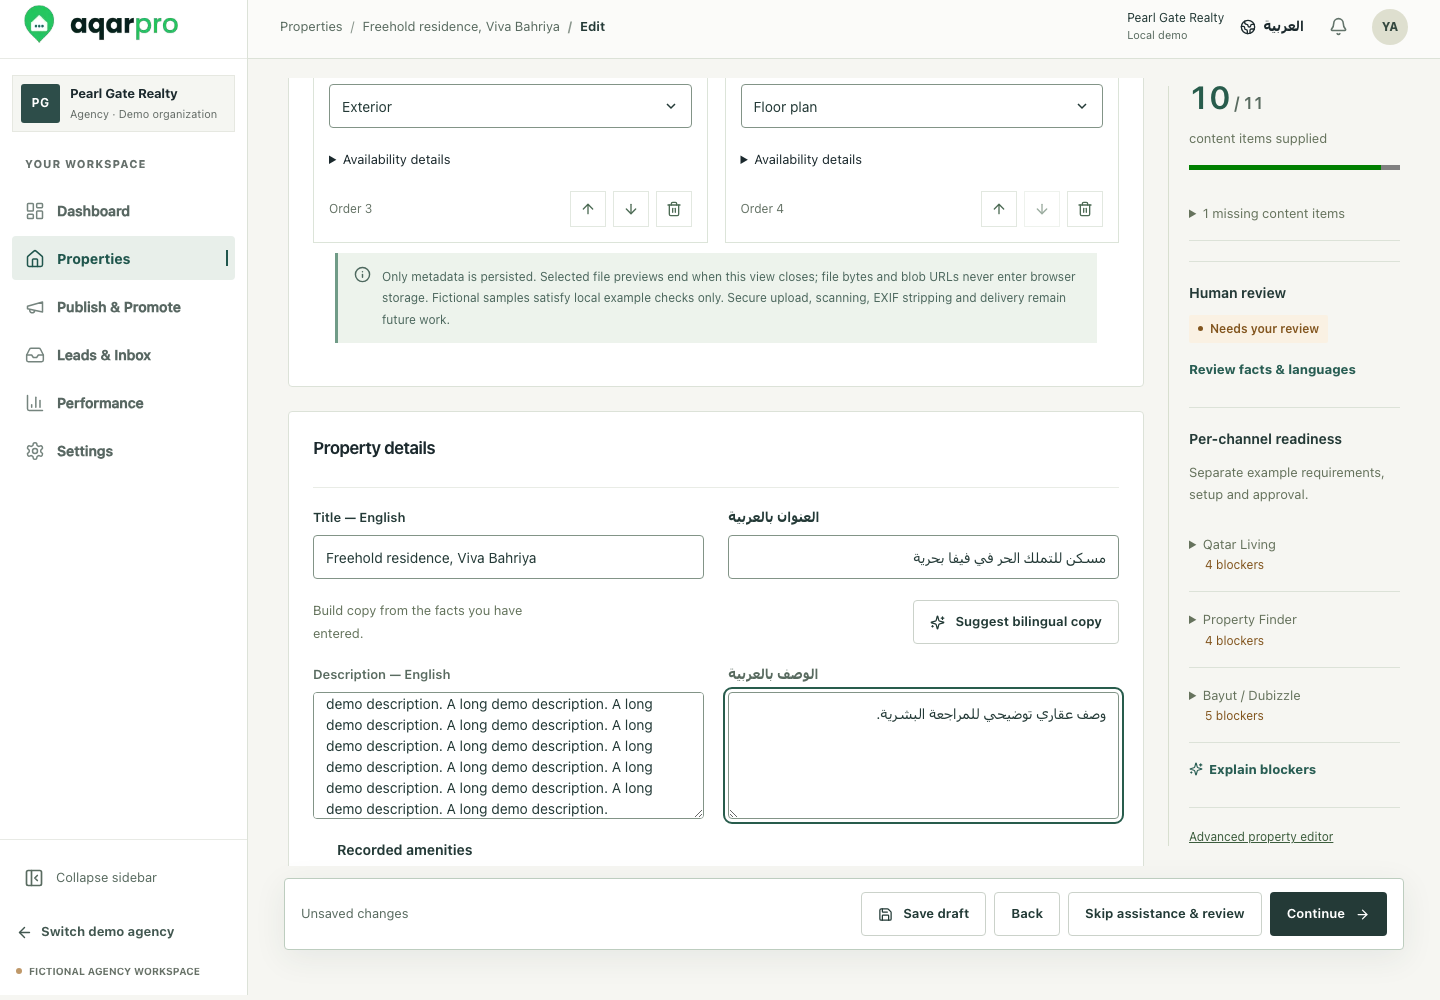 aqarpro
Properties / Freehold residence, Viva Bahriya / Edit
Pearl Gate Realty
Local demo
العربية
YA
PG
Pearl Gate Realty
Agency · Demo organization
YOUR WORKSPACE
Dashboard
Properties
Publish & Promote
Leads & Inbox
Performance
Settings
Collapse sidebar
Switch demo agency
FICTIONAL AGENCY WORKSPACE
Exterior
Availability details
Order 3
Floor plan
Availability details
Order 4
Only metadata is persisted. Selected file previews end when this view closes; file bytes and blob URLs never enter browser
storage. Fictional samples satisfy local example checks only. Secure upload, scanning, EXIF stripping and delivery remain
future work.
Property details
Title — English
Freehold residence, Viva Bahriya
العنوان بالعربية
مسكن للتملك الحر في فيفا بحرية
Build copy from the facts you have
entered.
Suggest bilingual copy
Description — English
demo description. A long demo description. A long
demo description. A long demo description. A long
demo description. A long demo description. A long
demo description. A long demo description. A long
demo description. A long demo description. A long
demo description. A long demo description.
الوصف بالعربية
وصف عقاري توضيحي للمراجعة البشرية.
Recorded amenities
Unsaved changes
Save draft
Back
Skip assistance & review
Continue
10 / 11
content items supplied
1 missing content items
Human review
Needs your review
Review facts & languages
Per-channel readiness
Separate example requirements,
setup and approval.
Qatar Living
4 blockers
Property Finder
4 blockers
Bayut / Dubizzle
5 blockers
Explain blockers
Advanced property editor